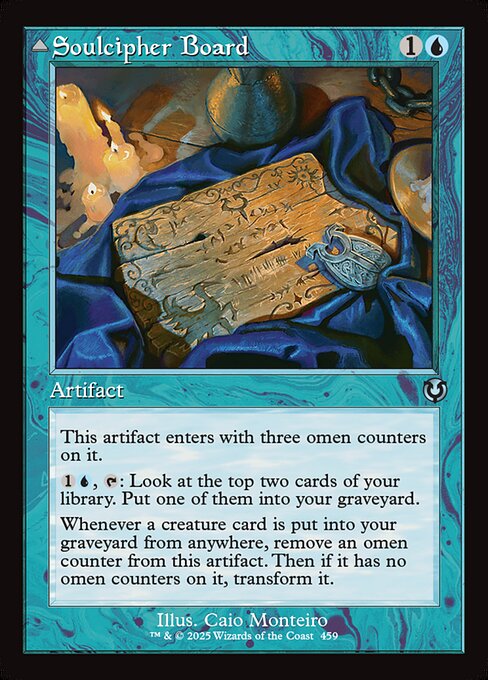 Soulcipher Board 1
Artifact
This artifact enters with three omen counters
on it.
1, : Look at the top two cards of your
library. Put one of them into your graveyard.
Whenever a creature card is put into your
graveyard from anywhere, remove an omen
counter from this artifact. Then if it has no
omen counters on it, transform it.
Illus. Caio Monteiro
™ & © 2025 Wizards of the Coast 459